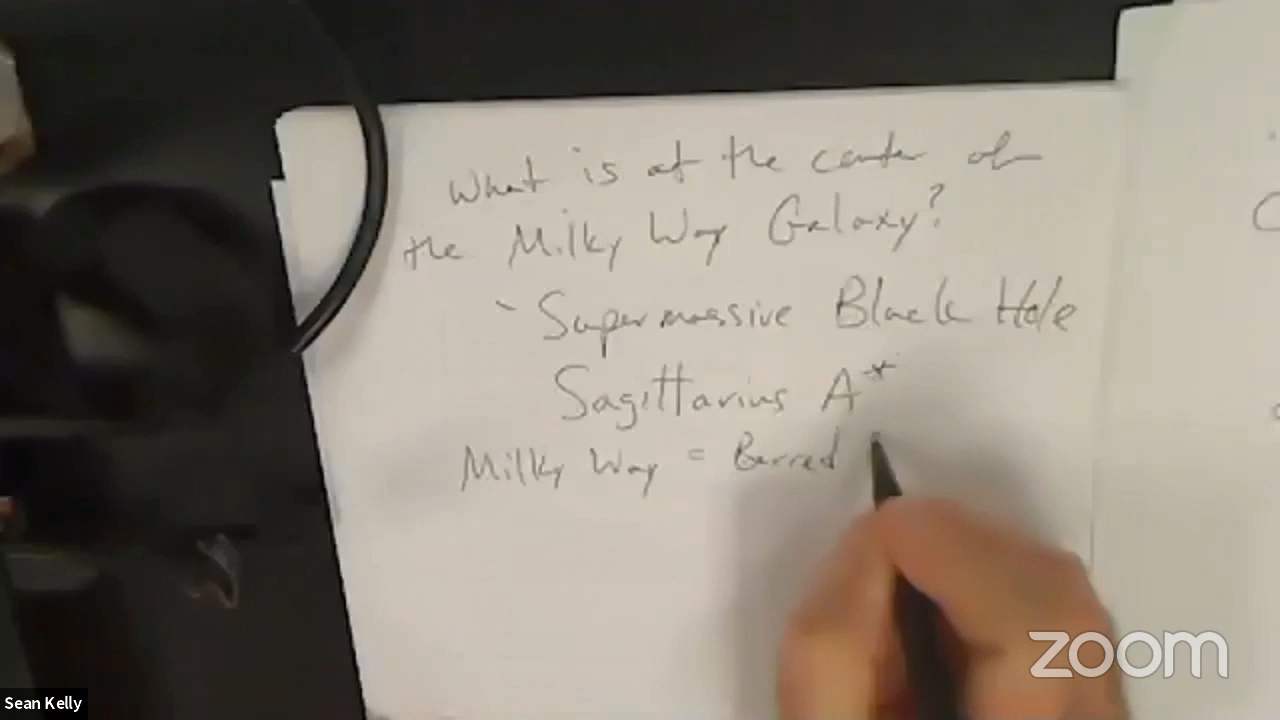 What is at the center of
the Milky Way Galaxy?
Supermassive Black Hole
Sagittarius A*
Milky Way = Barred
zoom
Sean Kelly